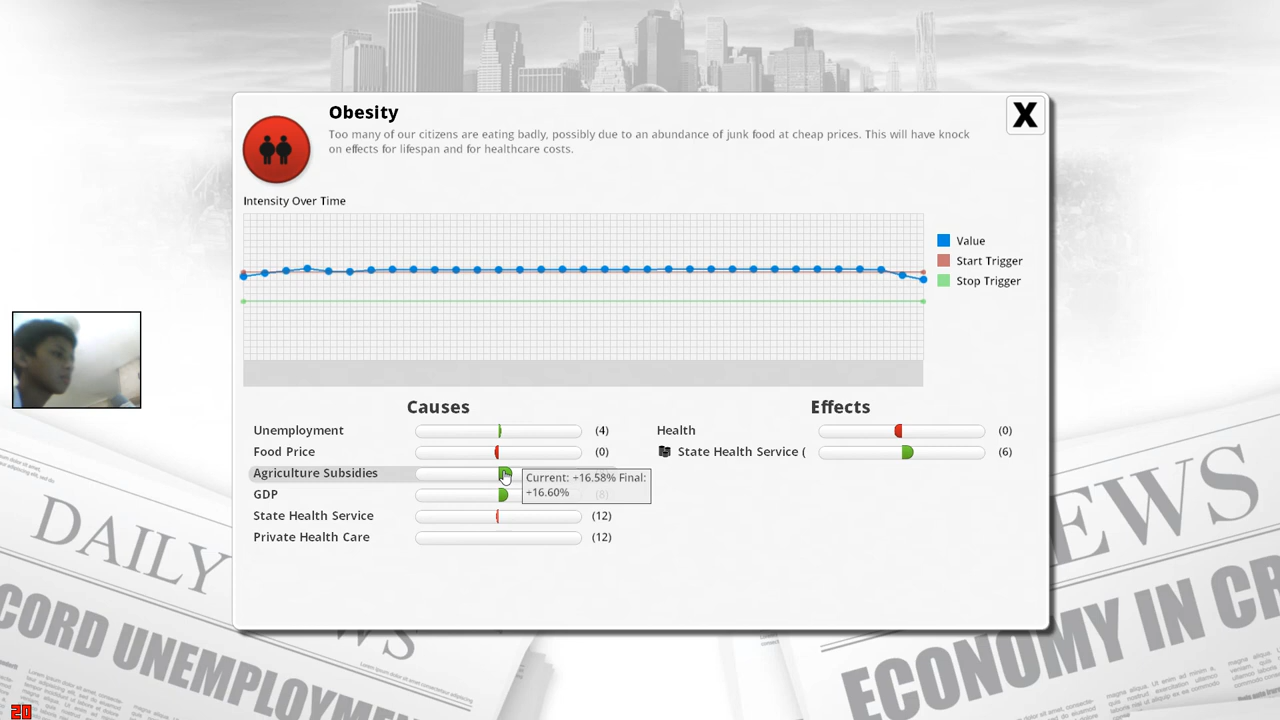 Obesity
X
Too many of our citizens are eating badly, possibly due to an abundance of junk food at cheap prices. This will have knock
on effects for lifespan and for healthcare costs.
Intensity Over Time
Value
Start Trigger
Stop Trigger
Causes
Effects
Unemployment (4)
Health (0)
Food Price (0)
State Health Service ( (6)
Agriculture Subsidies
Current: +16.58% Final:
+16.60%
GDP (8)
State Health Service (12)
Private Health Care (12)
DAILY
EWS
WS
CORD UNEMPLOYM
ECONOMY IN CR
20